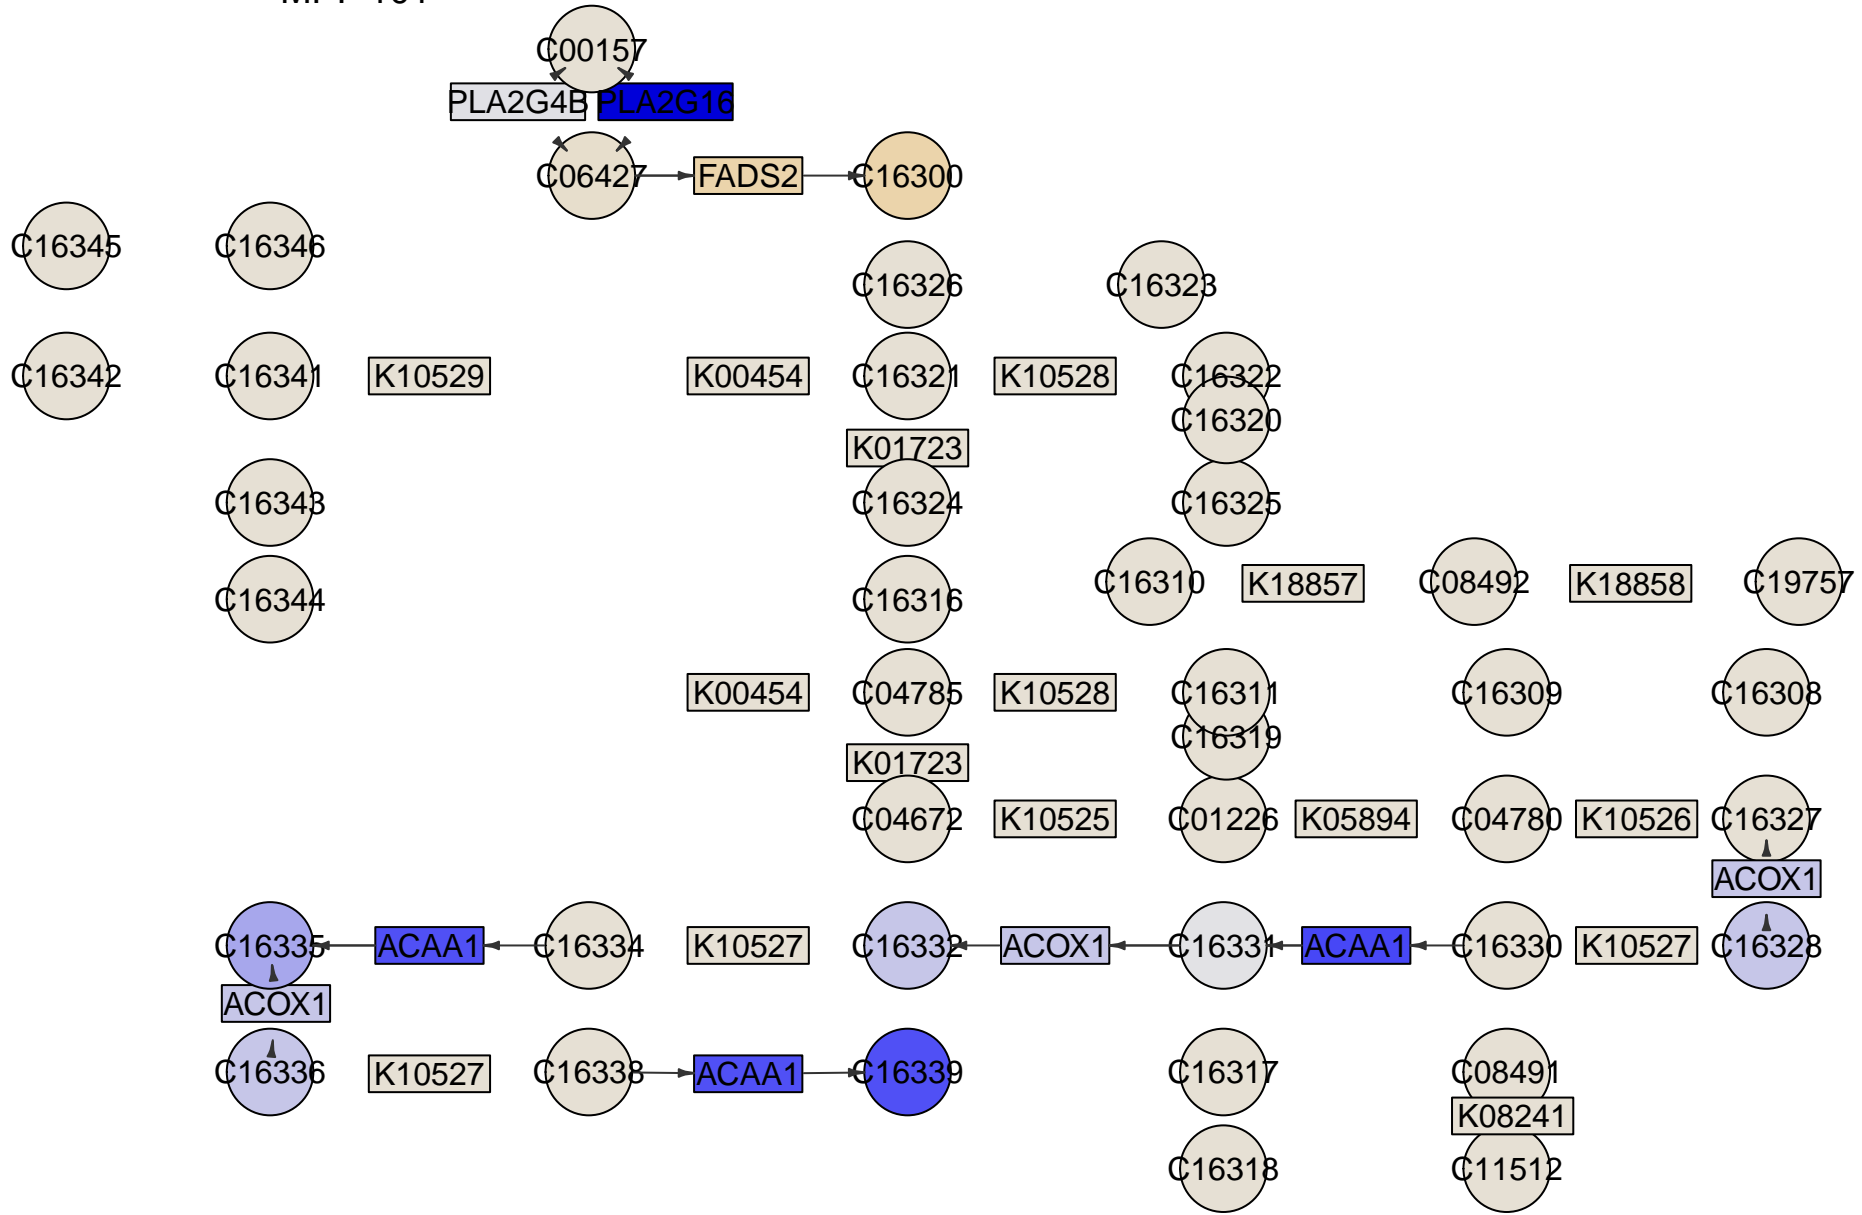 C00157
PLA2G4B PLA2G16
C06427 FADS2 C16300
C16345 C16346
C16326 C16323
C16342 C16341 K10529 K00454 C16321 K10528 C16322
C16320
K01723
C16343 C16324 C16325
C16310 K18857 C08492 K18858 C19757
C16344 C16316
K00454 C04785 K10528 C16311 C16309 C16308
C16319
K01723
C04672 K10525 C01226 K05894 C04780 K10526 C16327
ACOX1
C16335 ACAA1 C16334 K10527 C16332 ACOX1 C16331 ACAA1 C16330 K10527 C16328
ACOX1
C16336 K10527 C16338 ACAA1 C16339 C16317 C08491
K08241
C16318 C11512